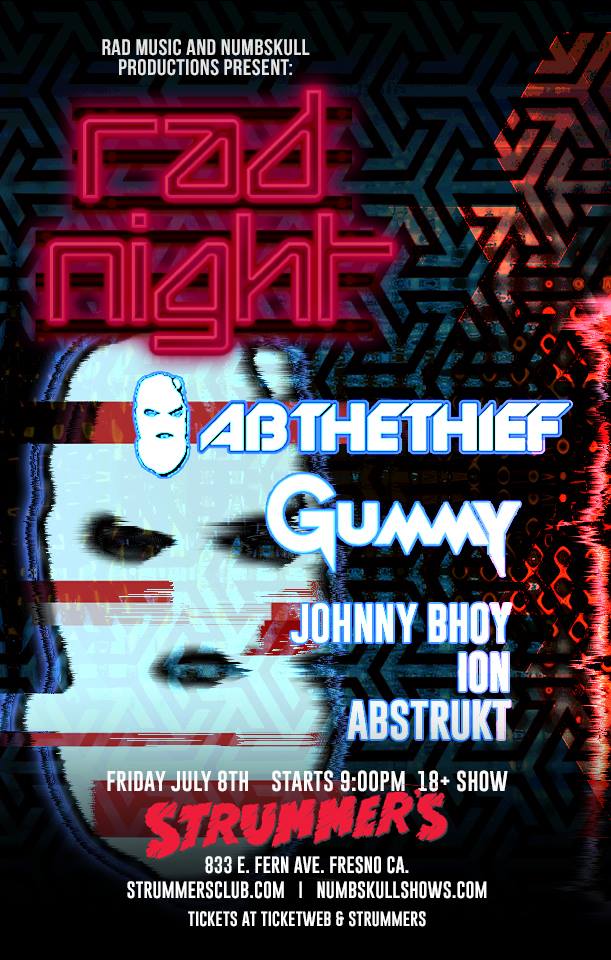 RAD MUSIC AND NUMBSKULL
PRODUCTIONS PRESENT:
rad
night
ABTHETHIEF
GUMMY
JOHNNY BHOY
ION
ABSTRUKT
FRIDAY JULY 8TH STARTS 9:00PM 18+ SHOW
STRUMMER'S
833 E. FERN AVE. FRESNO CA.
STRUMMERSCLUB.COM | NUMBSKULLSHOWS.COM
TICKETS AT TICKETWEB & STRUMMERS